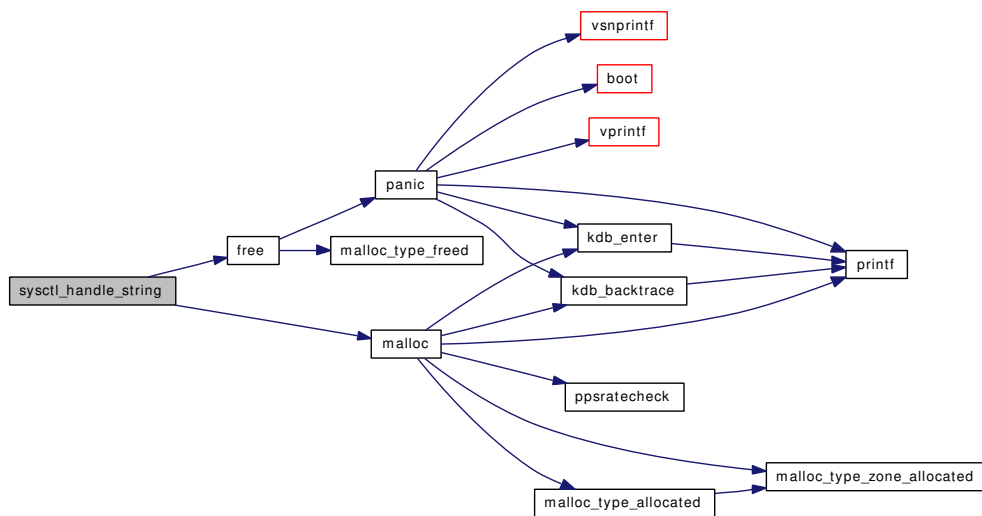 vsnprintf
boot
vprintf
panic
kdb_enter
free
malloc_type_freed
printf
sysctl_handle_string
kdb_backtrace
malloc
ppsratecheck
malloc_type_zone_allocated
malloc_type_allocated